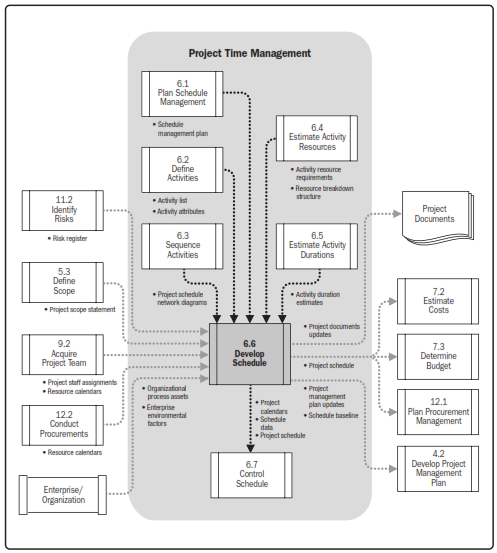 Project Time Management
6.1
Plan Schedule
Management
• Schedule
management plan
6.2
Define
Activities
• Activity list
• Activity attributes
6.3
Sequence
Activities
• Project schedule
network diagrams
6.4
Estimate Activity
Resources
• Activity resource
requirements
• Resource breakdown
structure
6.5
Estimate Activity
Durations
• Activity duration
estimates
11.2
Identify
Risks
• Risk register
5.3
Define
Scope
• Project scope statement
9.2
Acquire
Project Team
• Project staff assignments
• Resource calendars
12.2
Conduct
Procurements
• Resource calendars
Enterprise/
Organization
• Organizational
process assets
• Enterprise
environmental
factors
6.6
Develop
Schedule
• Project documents
updates
• Project schedule
• Project
management
plan updates
• Schedule baseline
• Project
calendars
• Schedule
data
• Project schedule
6.7
Control
Schedule
Project
Documents
7.2
Estimate
Costs
7.3
Determine
Budget
12.1
Plan Procurement
Management
4.2
Develop Project
Management
Plan